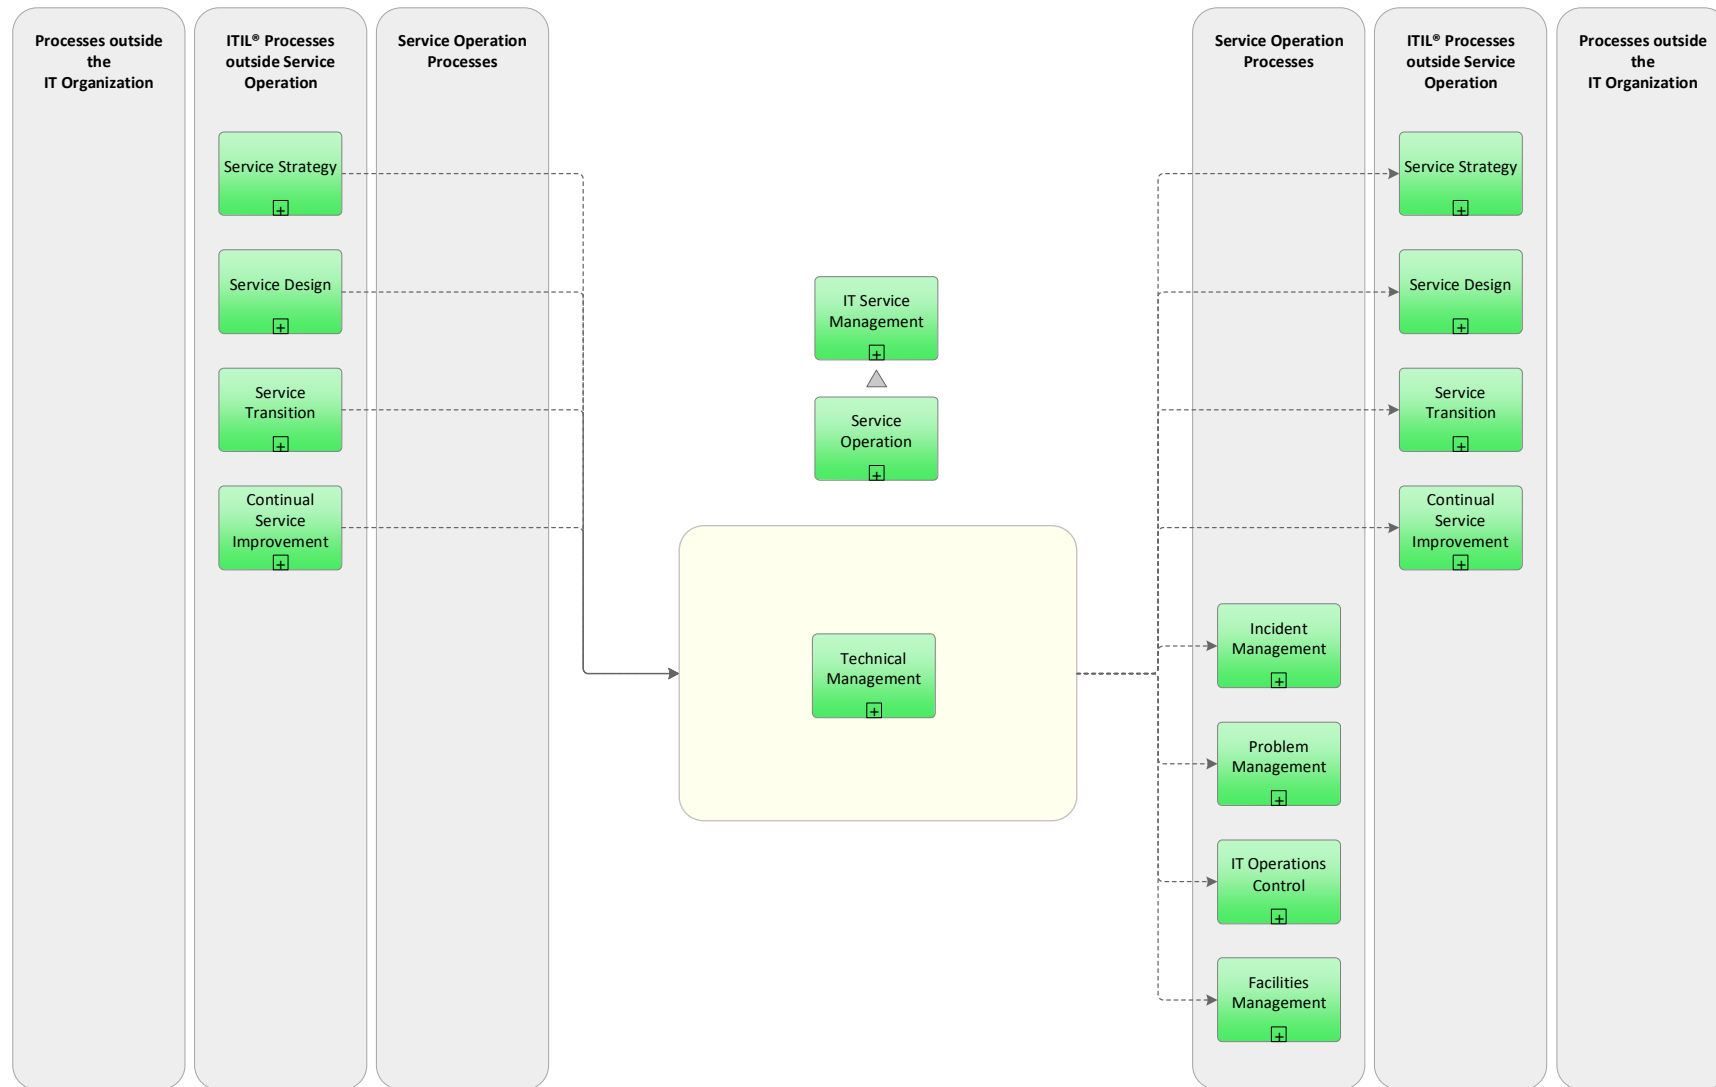 Processes outside
the
IT Organization
ITIL® Processes
outside Service
Operation
Service Operation
Processes
Service Operation
Processes
ITIL® Processes
outside Service
Operation
Processes outside
the
IT Organization
Service Strategy
Service Design
Service
Transition
Continual
Service
Improvement
IT Service
Management
Service
Operation
Technical
Management
Service Strategy
Service Design
Service
Transition
Continual
Service
Improvement
Incident
Management
Problem
Management
IT Operations
Control
Facilities
Management